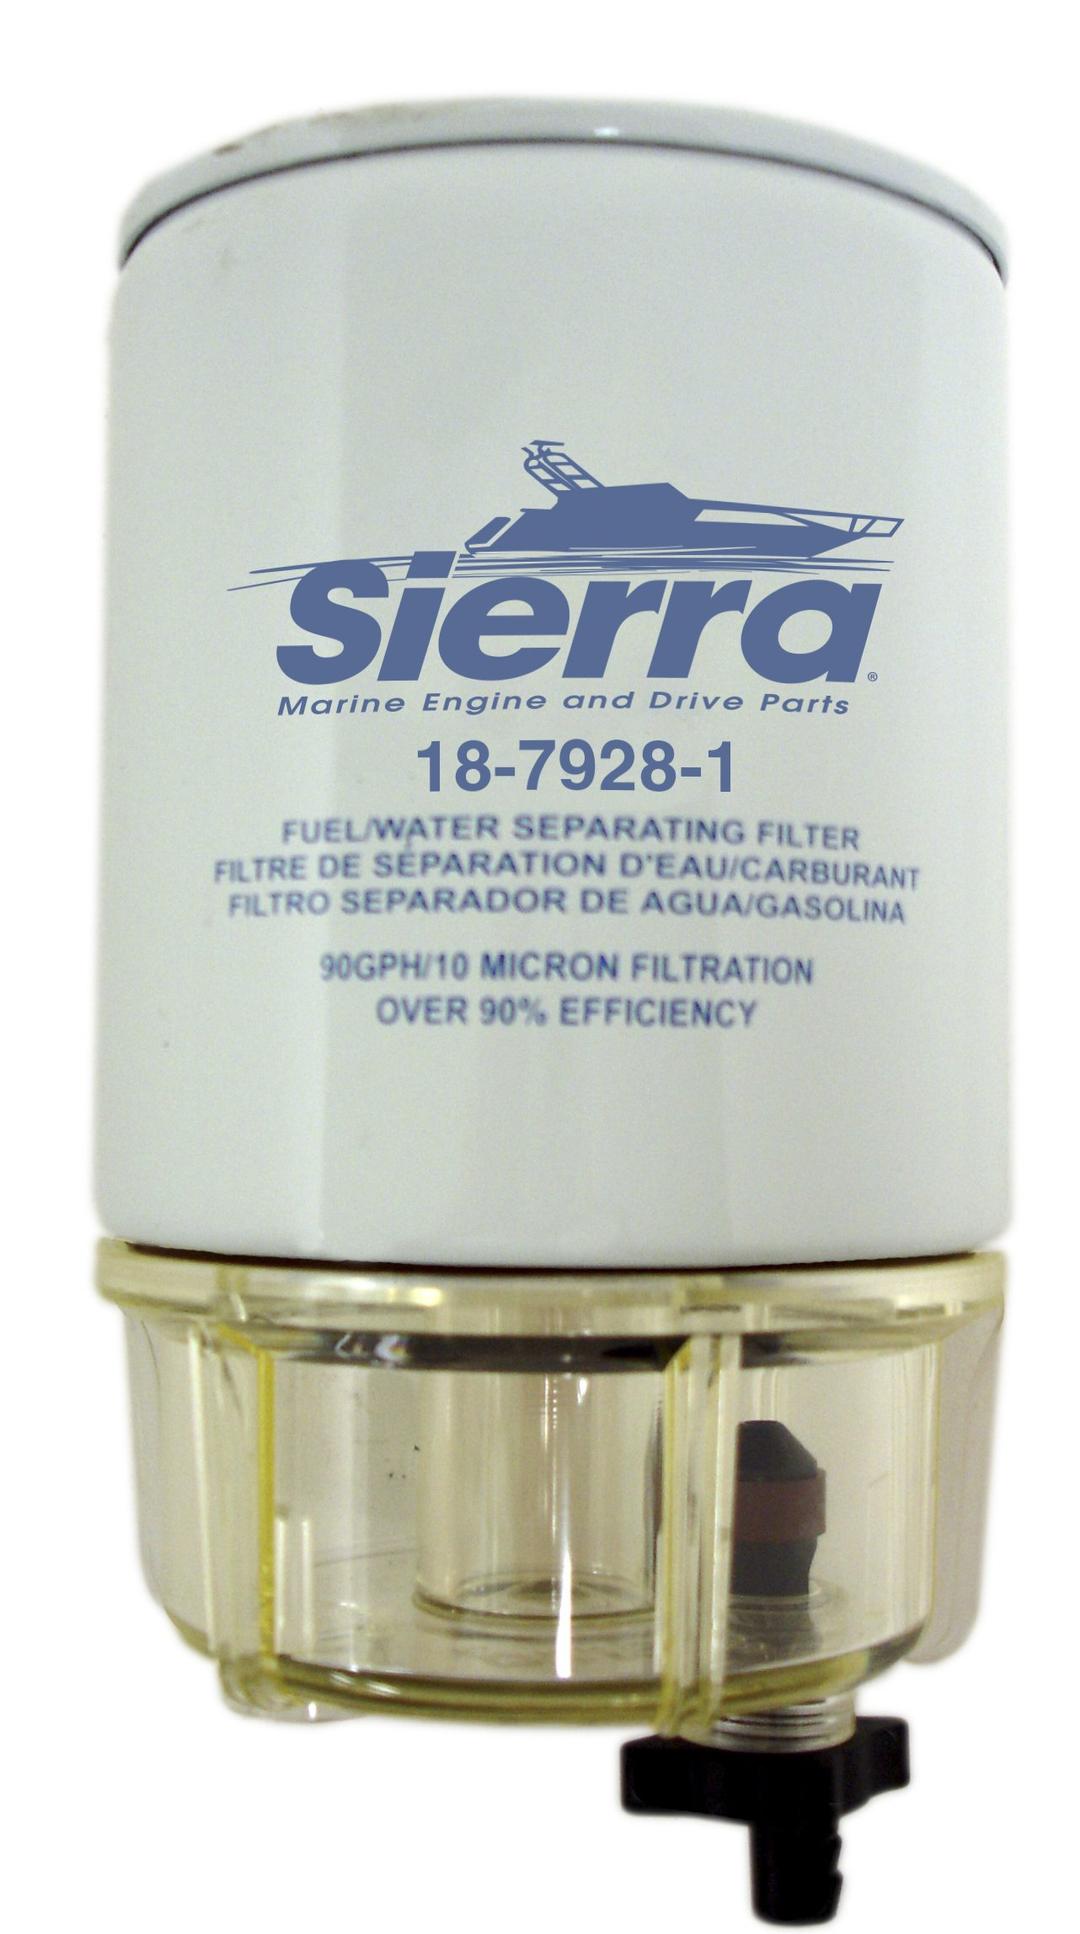 Sierra®
Marine Engine and Drive Parts
18-7928-1
FUEL/WATER SEPARATING FILTER
FILTRE DE SÉPARATION D'EAU/CARBURANT
FILTRO SEPARADOR DE AGUA/GASOLINA
90GPH/10 MICRON FILTRATION
OVER 90% EFFICIENCY